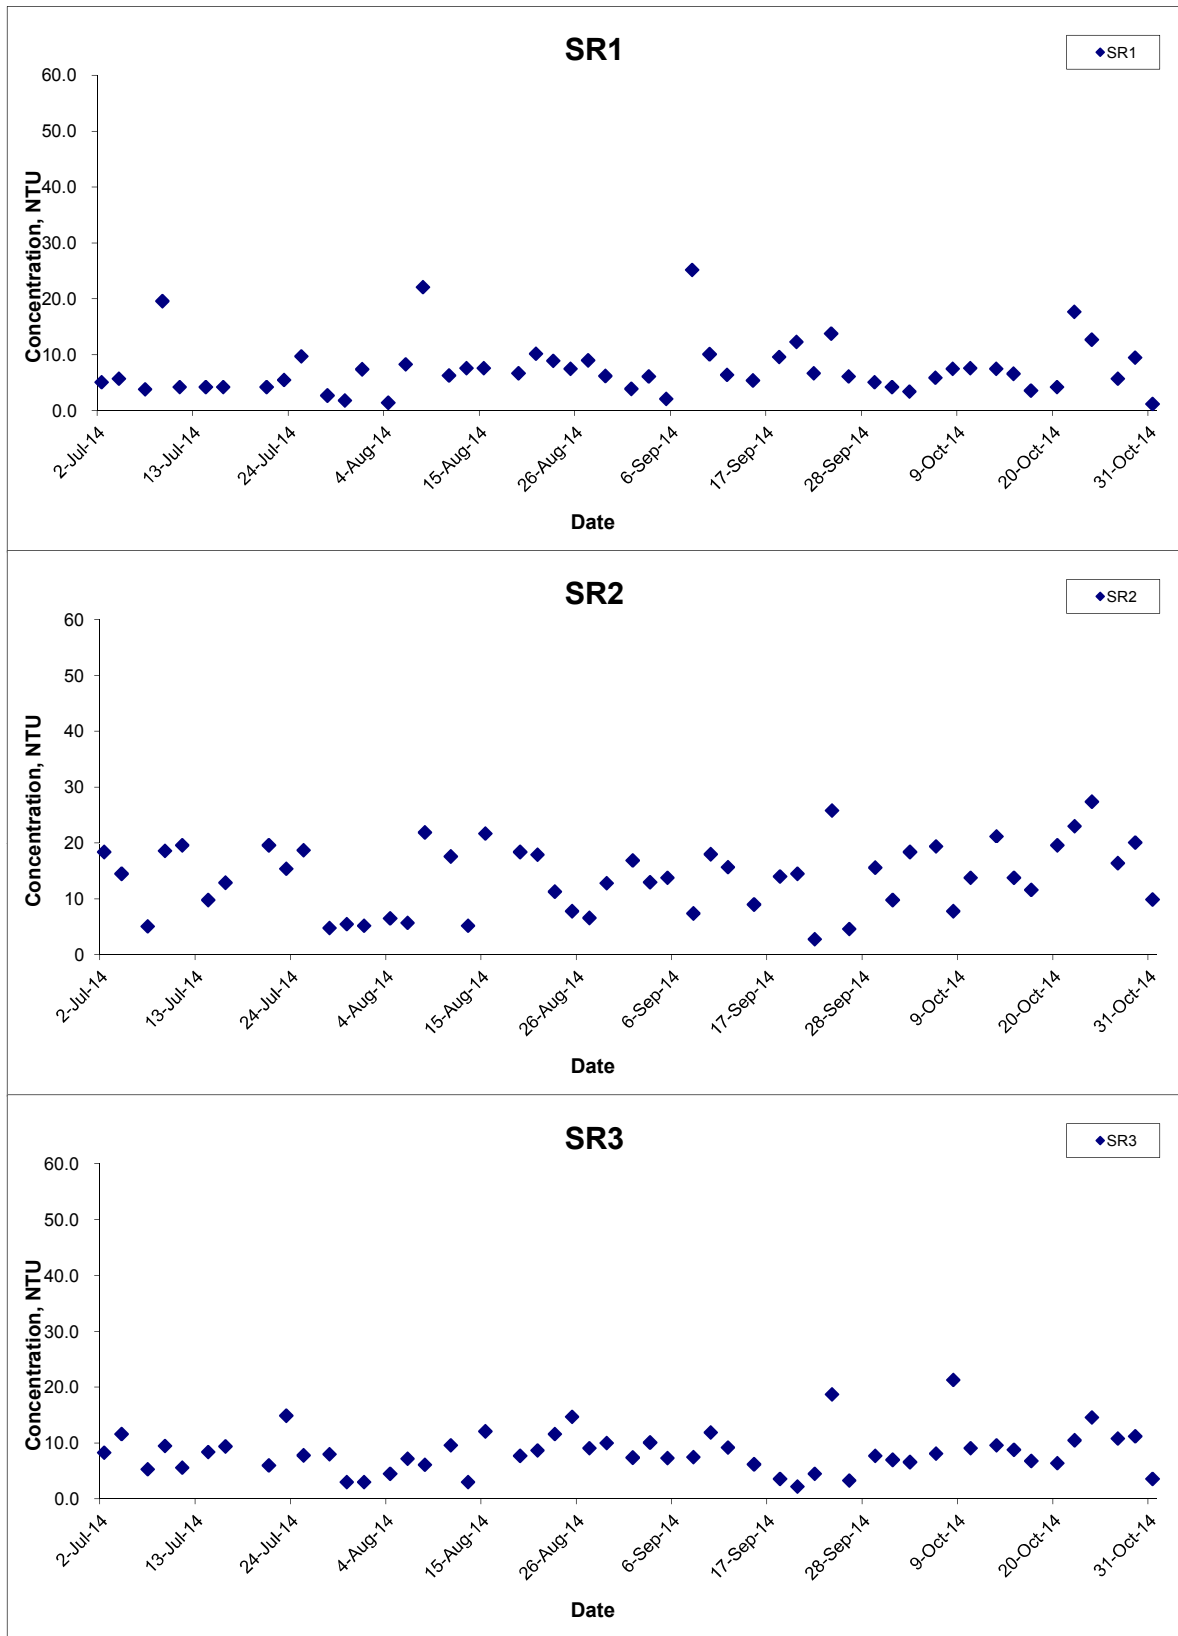 SR1
SR1
60.0
50.0
40.0
30.0
20.0
10.0
0.0
Concentration, NTU
2-Jul-14
13-Jul-14
24-Jul-14
4-Aug-14
15-Aug-14
26-Aug-14
6-Sep-14
17-Sep-14
28-Sep-14
9-Oct-14
20-Oct-14
31-Oct-14
Date
SR2
SR2
60
50
40
30
20
10
0
Concentration, NTU
2-Jul-14
13-Jul-14
24-Jul-14
4-Aug-14
15-Aug-14
26-Aug-14
6-Sep-14
17-Sep-14
28-Sep-14
9-Oct-14
20-Oct-14
31-Oct-14
Date
SR3
SR3
60.0
50.0
40.0
30.0
20.0
10.0
0.0
Concentration, NTU
2-Jul-14
13-Jul-14
24-Jul-14
4-Aug-14
15-Aug-14
26-Aug-14
6-Sep-14
17-Sep-14
28-Sep-14
9-Oct-14
20-Oct-14
31-Oct-14
Date